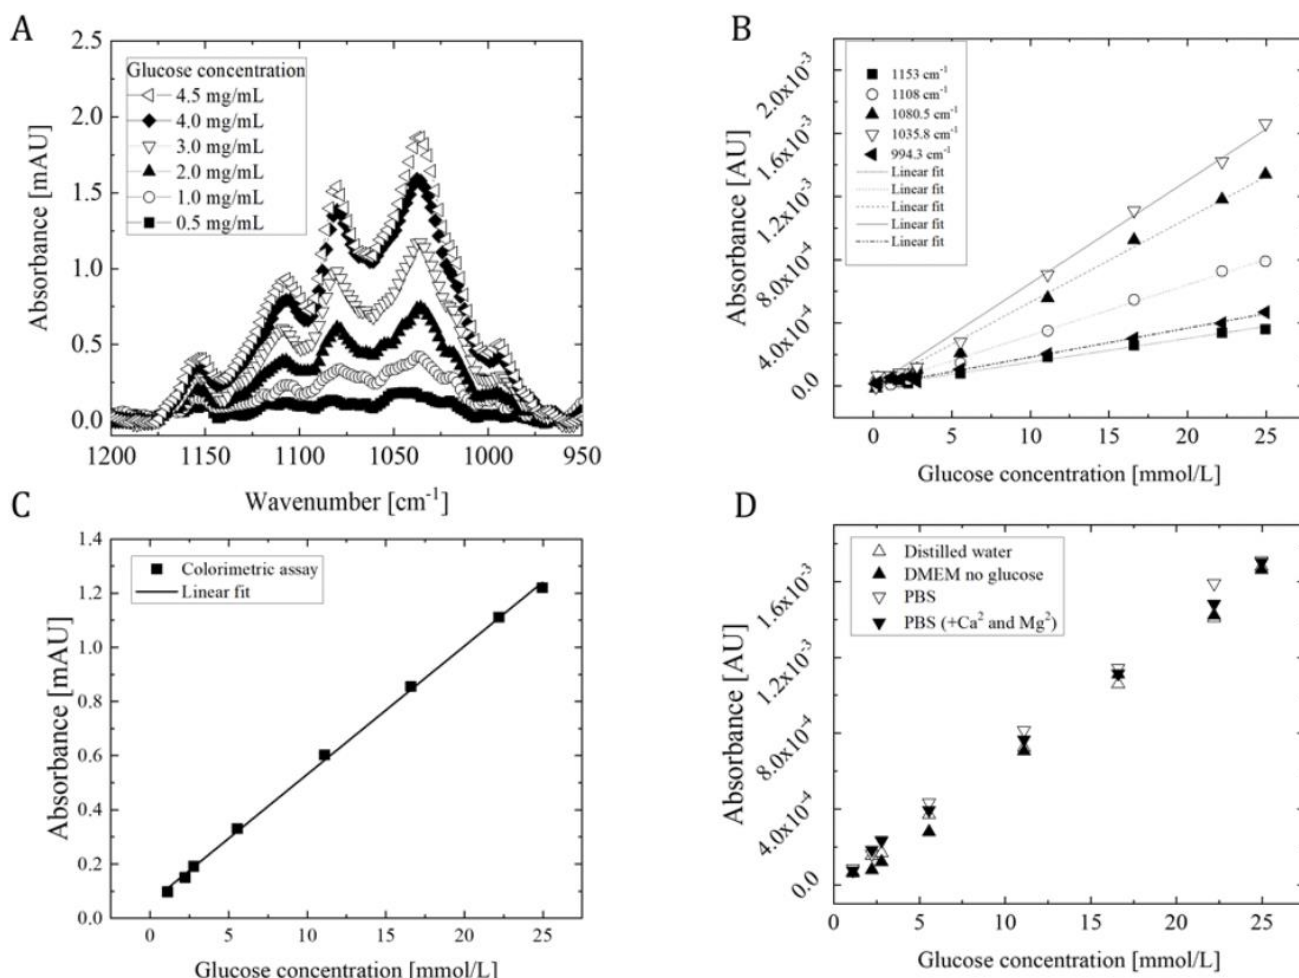 A
2.5
2.0
1.5
1.0
0.5
0.0
Absorbance [mAU]
Glucose concentration
4.5 mg/mL
4.0 mg/mL
3.0 mg/mL
2.0 mg/mL
1.0 mg/mL
0.5 mg/mL
1200 1150 1100 1050 1000 950
Wavenumber [cm⁻¹]
B
2.0x10⁻³
1.6x10⁻³
1.2x10⁻³
8.0x10⁻⁴
4.0x10⁻⁴
0.0
Absorbance [AU]
1153 cm⁻¹
1108 cm⁻¹
1080.5 cm⁻¹
1035.8 cm⁻¹
994.3 cm⁻¹
Linear fit
Linear fit
Linear fit
Linear fit
Linear fit
0 5 10 15 20 25
Glucose concentration [mmol/L]
C
1.4
1.2
1.0
0.8
0.6
0.4
0.2
0.0
Absorbance [mAU]
Colorimetric assay
Linear fit
0 5 10 15 20 25
Glucose concentration [mmol/L]
D
1.6x10⁻³
1.2x10⁻³
8.0x10⁻⁴
4.0x10⁻⁴
0.0
Absorbance [AU]
Distilled water
DMEM no glucose
PBS
PBS (+Ca² and Mg²)
0 5 10 15 20 25
Glucose concentration [mmol/L]